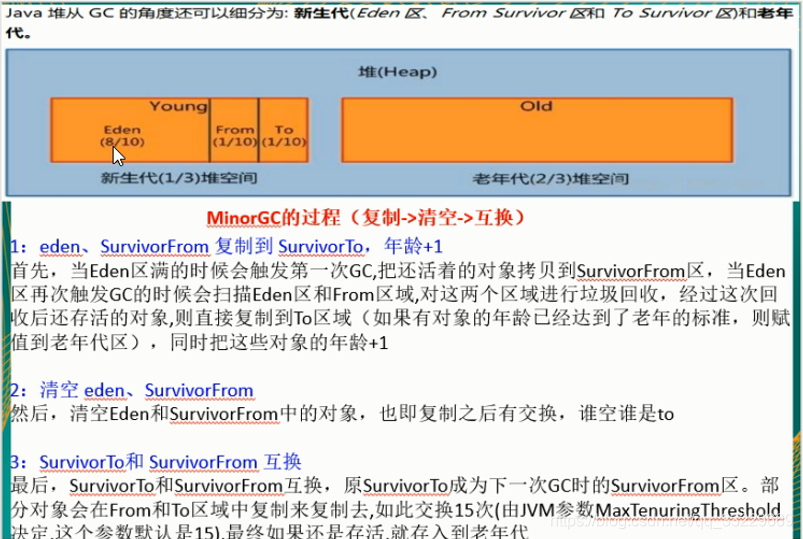 Java 堆从 GC 的角度还可以细分为: 新生代(Eden 区、From Survivor 区和 To Survivor 区)和老年
代。
堆(Heap)
Young
Old
Eden
(8/10)
From
(1/10)
To
(1/10)
新生代(1/3)堆空间
老年代(2/3)堆空间
MinorGC的过程（复制->清空->互换）
1：eden、SurvivorFrom 复制到 SurvivorTo，年龄+1
首先，当Eden区满的时候会触发第一次GC,把还活着的对象拷贝到SurvivorFrom区，当Eden
区再次触发GC的时候会扫描Eden区和From区域,对这两个区域进行垃圾回收，经过这次回
收后还存活的对象,则直接复制到To区域（如果有对象的年龄已经达到了老年的标准，则赋
值到老年代区），同时把这些对象的年龄+1
2：清空 eden、SurvivorFrom
然后，清空Eden和SurvivorFrom中的对象，也即复制之后有交换，谁空谁是to
3：SurvivorTo和 SurvivorFrom 互换
最后，SurvivorTo和SurvivorFrom互换，原SurvivorTo成为下一次GC时的SurvivorFrom区。部
分对象会在From和To区域中复制来复制去,如此交换15次(由JVM参数MaxTenuringThreshold
决定,这个参数默认是15),最终如果还是存活,就存入到老年代